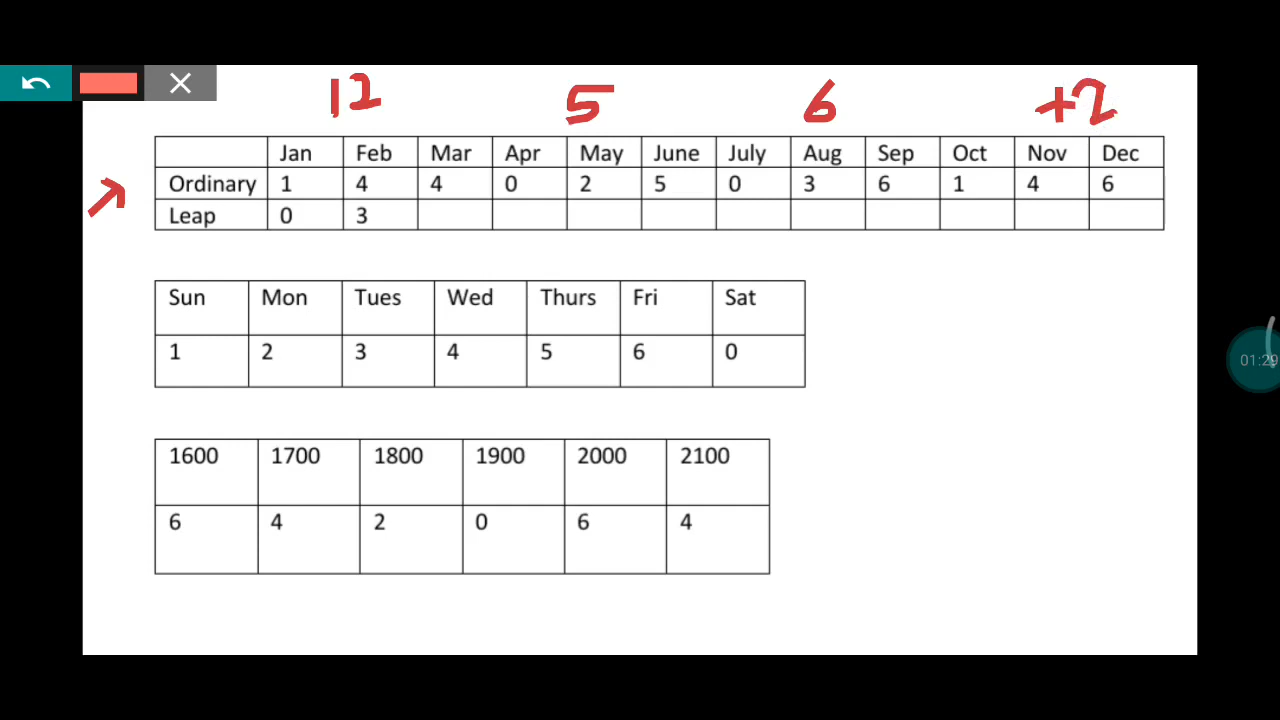 12 5 6 +2
Jan Feb Mar Apr May June July Aug Sep Oct Nov Dec
Ordinary 1 4 4 0 2 5 0 3 6 1 4 6
Leap 0 3
Sun Mon Tues Wed Thurs Fri Sat
1 2 3 4 5 6 0
01:29
1600 1700 1800 1900 2000 2100
6 4 2 0 6 4